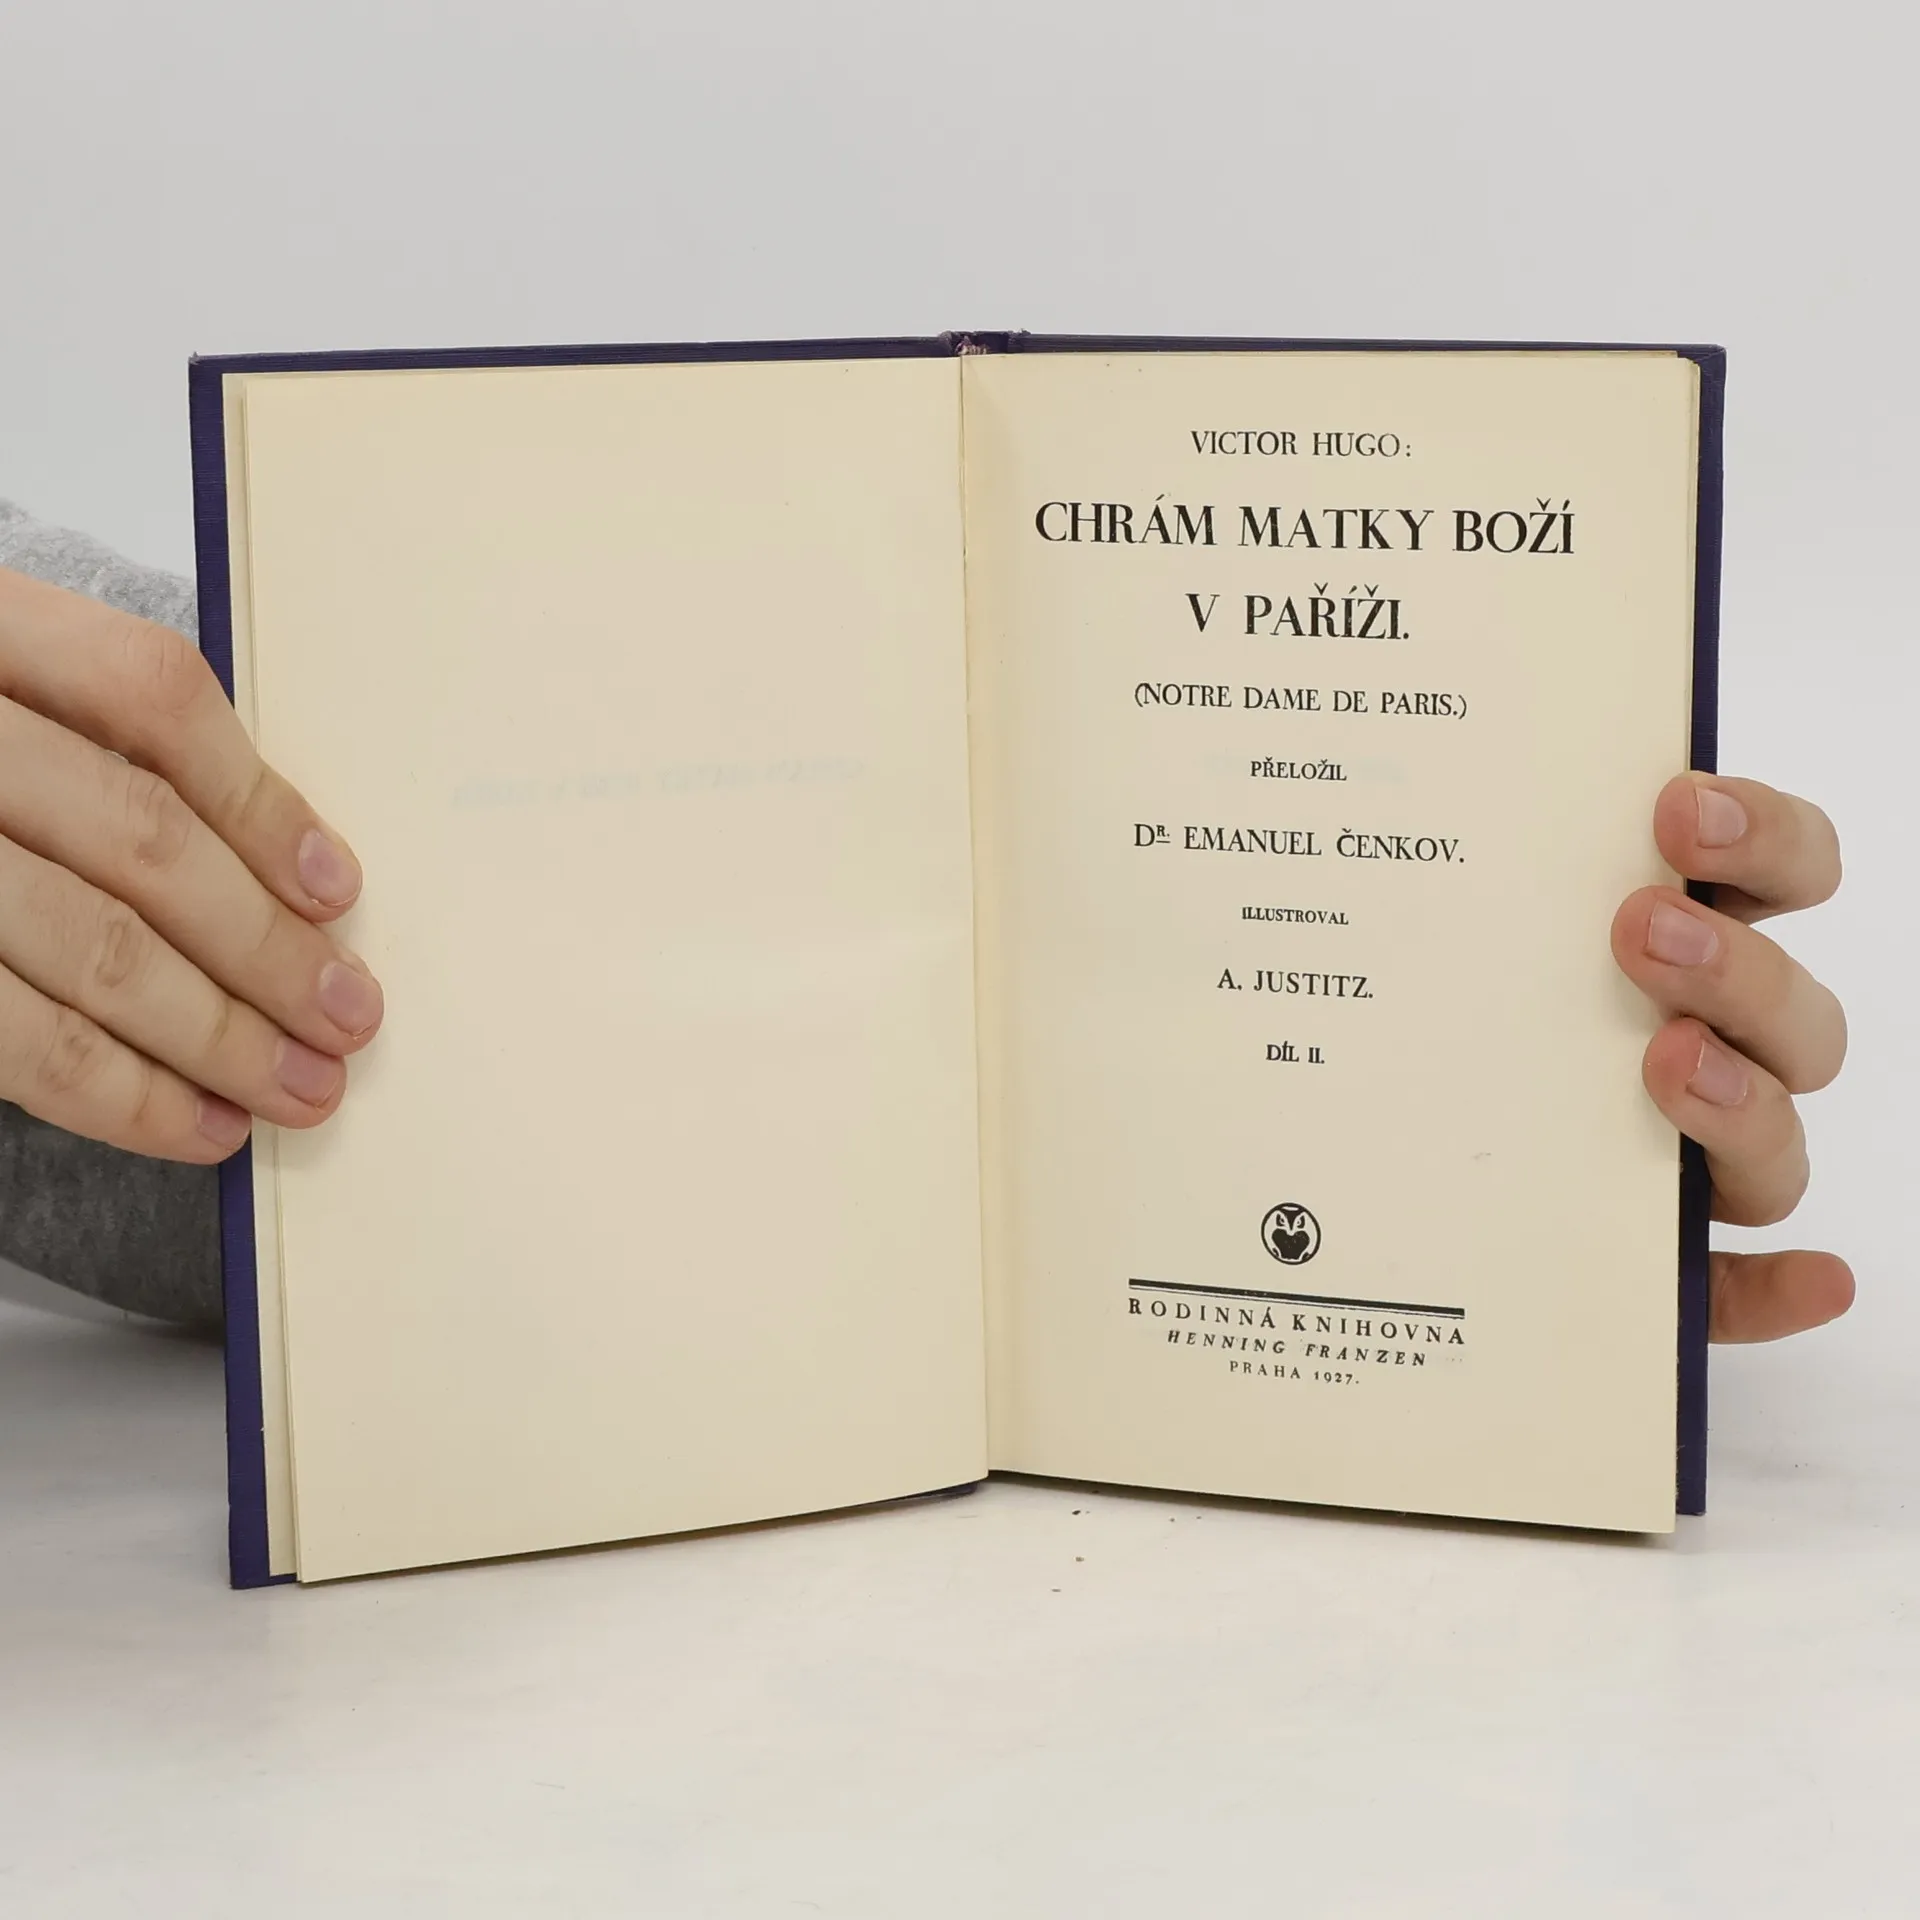 VICTOR HUGO:
CHRÁM MATKY BOŽÍ
V PAŘÍŽI.
(NOTRE DAME DE PARIS.)
PŘELOŽIL
DR. EMANUEL ČENKOV.
ILLUSTROVAL
A. JUSTITZ.
DÍL II.
RODINNÁ KNIHOVNA
HENNING FRANZEN
PRAHA 1927.